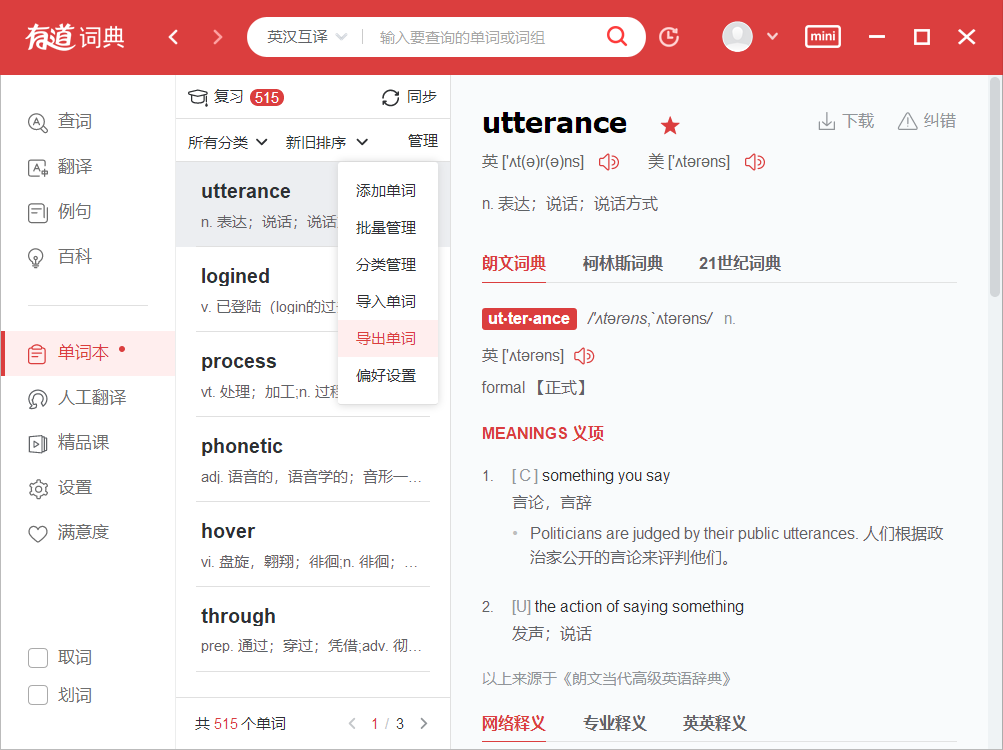 有道词典
英汉互译
输入要查询的单词或词组
mini
查词
翻译
例句
百科
单词本
人工翻译
精品课
设置
满意度
取词
划词
复习 515
同步
所有分类
新旧排序
管理
utterance
n. 表达；说话；说话
logined
v. 已登陆（login的过
process
vt. 处理；加工;n. 过程
phonetic
adj. 语音的，语音学的；音形一…
hover
vi. 盘旋，翱翔；徘徊;n. 徘徊；…
through
prep. 通过；穿过；凭借;adv. 彻…
共 515 个单词
1 / 3
添加单词
批量管理
分类管理
导入单词
导出单词
偏好设置
utterance
下载
纠错
英 ['ʌt(ə)r(ə)ns]
美 ['ʌtərəns]
n. 表达；说话；说话方式
朗文词典
柯林斯词典
21世纪词典
ut·ter·ance /'ʌtərəns,ˋʌtərəns/ n.
英 ['ʌtərəns]
formal 【正式】
MEANINGS 义项
1. [ C ] something you say
言论，言辞
• Politicians are judged by their public utterances. 人们根据政
治家公开的言论来评判他们。
2. [U] the action of saying something
发声；说话
以上来源于《朗文当代高级英语辞典》
网络释义
专业释义
英英释义